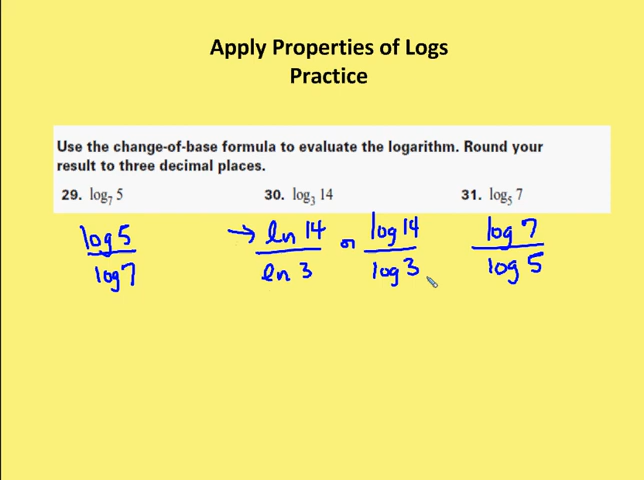 Apply Properties of Logs
Practice
Use the change-of-base formula to evaluate the logarithm. Round your
result to three decimal places.
29. log₇ 5 30. log₃ 14 31. log₅ 7
log 5 / log 7 → ln 14 / ln 3 or log 14 / log 3 log 7 / log 5